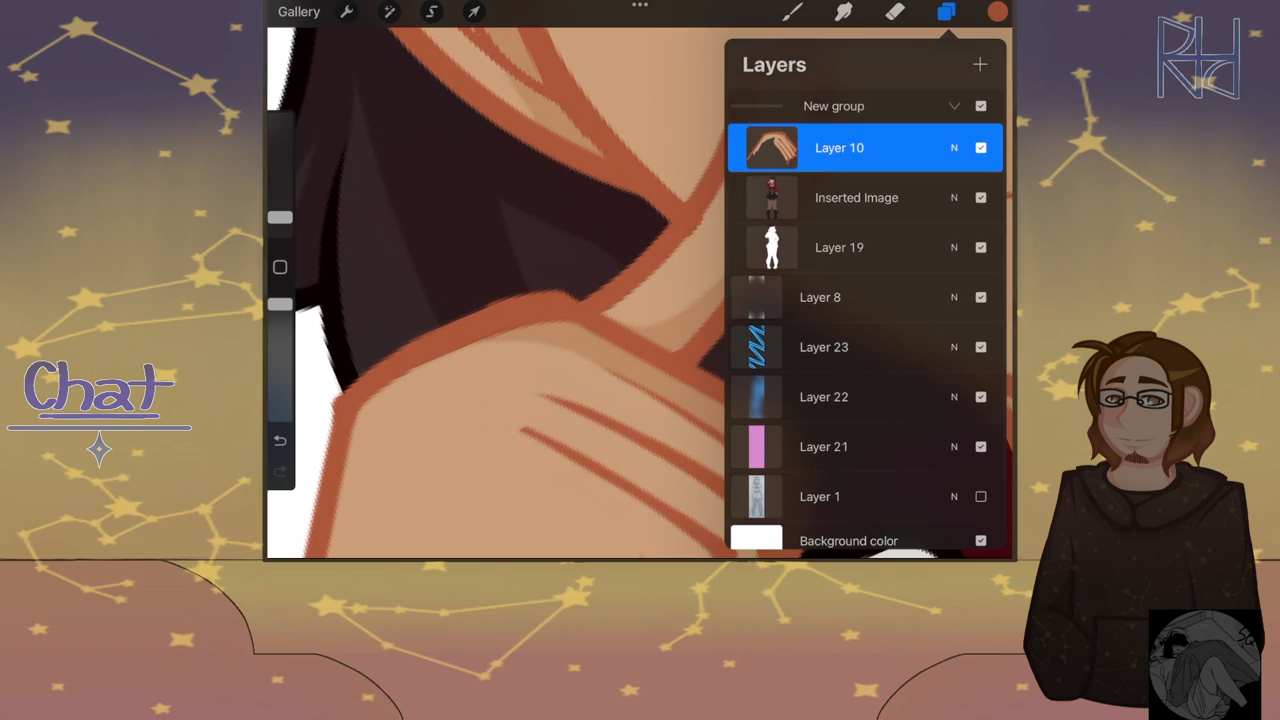 Gallery
Layers
New group
Layer 10 N
Inserted Image N
Layer 19 N
Layer 8 N
Layer 23 N
Layer 22 N
Layer 21 N
Layer 1 N
Background color
Chat